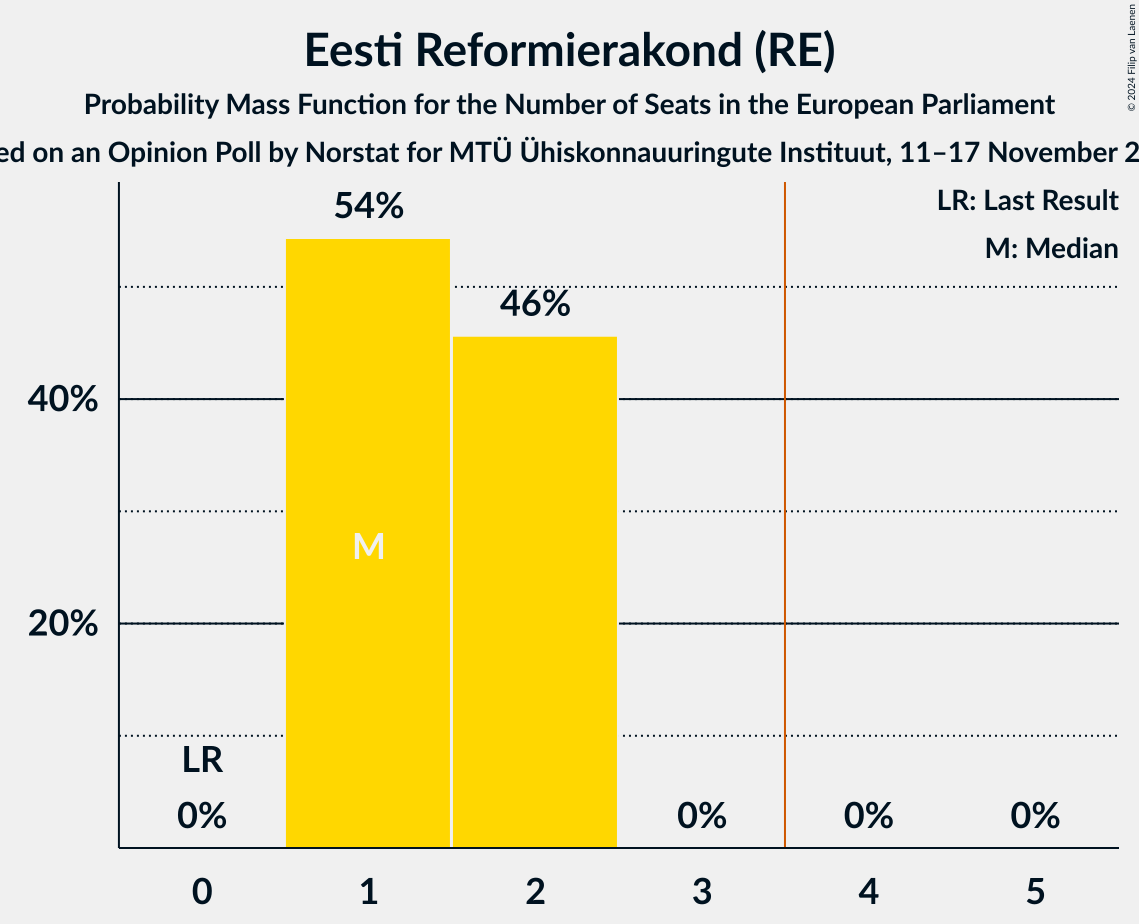 Eesti Reformierakond (RE)
Probability Mass Function for the Number of Seats in the European Parliament
on an Opinion Poll by Norstat for MTÜ Ühiskonnauuringute Instituut, 11–17 November
© 2024 Filip van Laenen
LR: Last Result
M: Median
54%
46%
40%
M
20%
LR
0%
0%
0%
0%
0 1 2 3 4 5